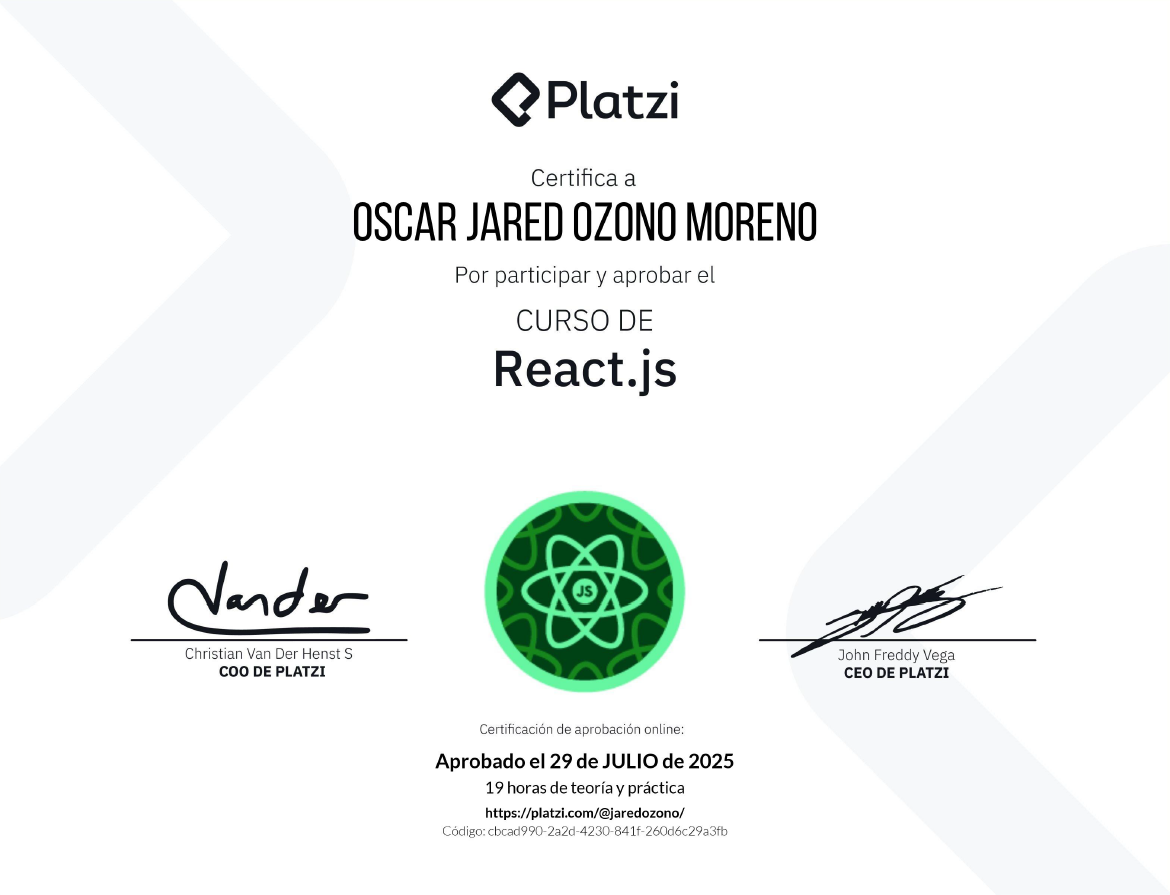 Platzi
Certifica a
OSCAR JARED OZONO MORENO
Por participar y aprobar el
CURSO DE
React.js
JS
Vander
Christian Van Der Henst S
COO DE PLATZI
John Freddy Vega
CEO DE PLATZI
Certificación de aprobación online:
Aprobado el 29 de JULIO de 2025
19 horas de teoría y práctica
https://platzi.com/@jaredozono/
Código: cbcad990-2a2d-4230-841f-260d6c29a3fb